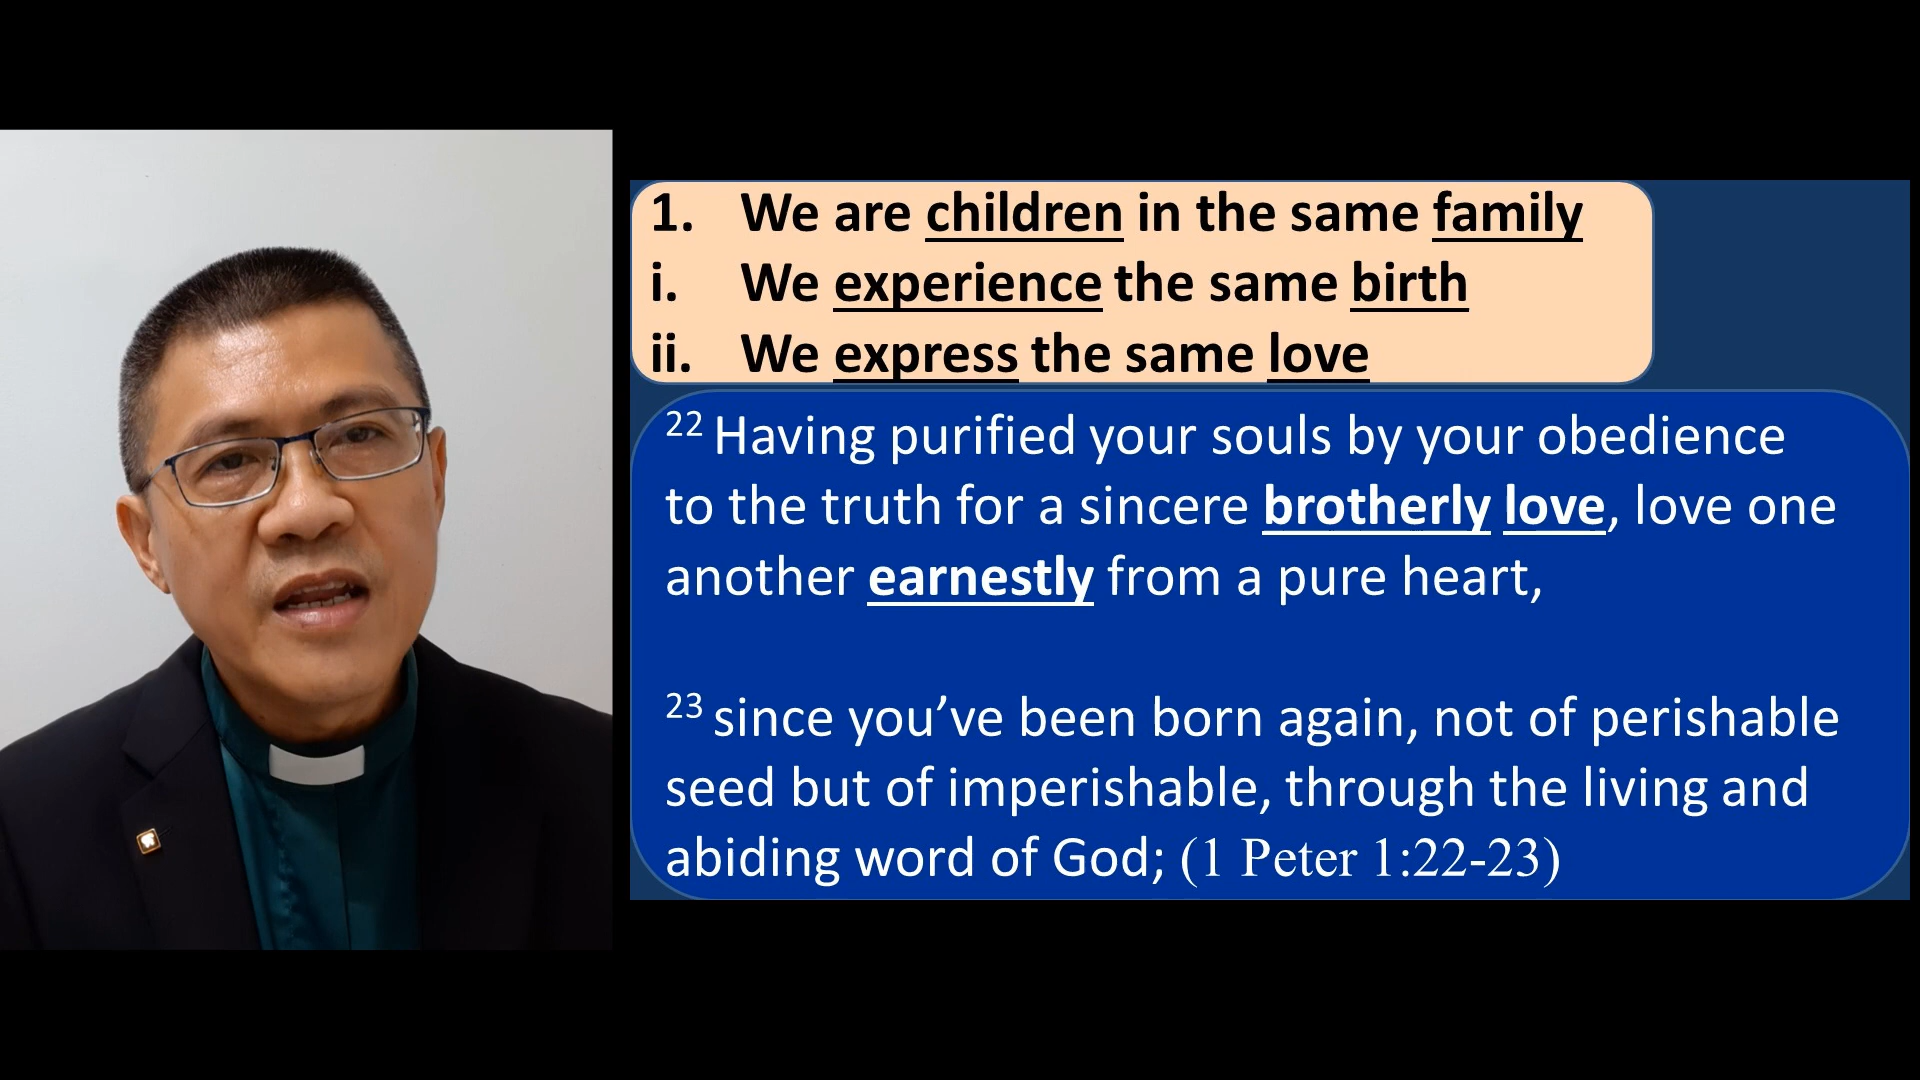 1. We are children in the same family
i. We experience the same birth
ii. We express the same love
22 Having purified your souls by your obedience
to the truth for a sincere brotherly love, love one
another earnestly from a pure heart,
23 since you’ve been born again, not of perishable
seed but of imperishable, through the living and
abiding word of God; (1 Peter 1:22-23)